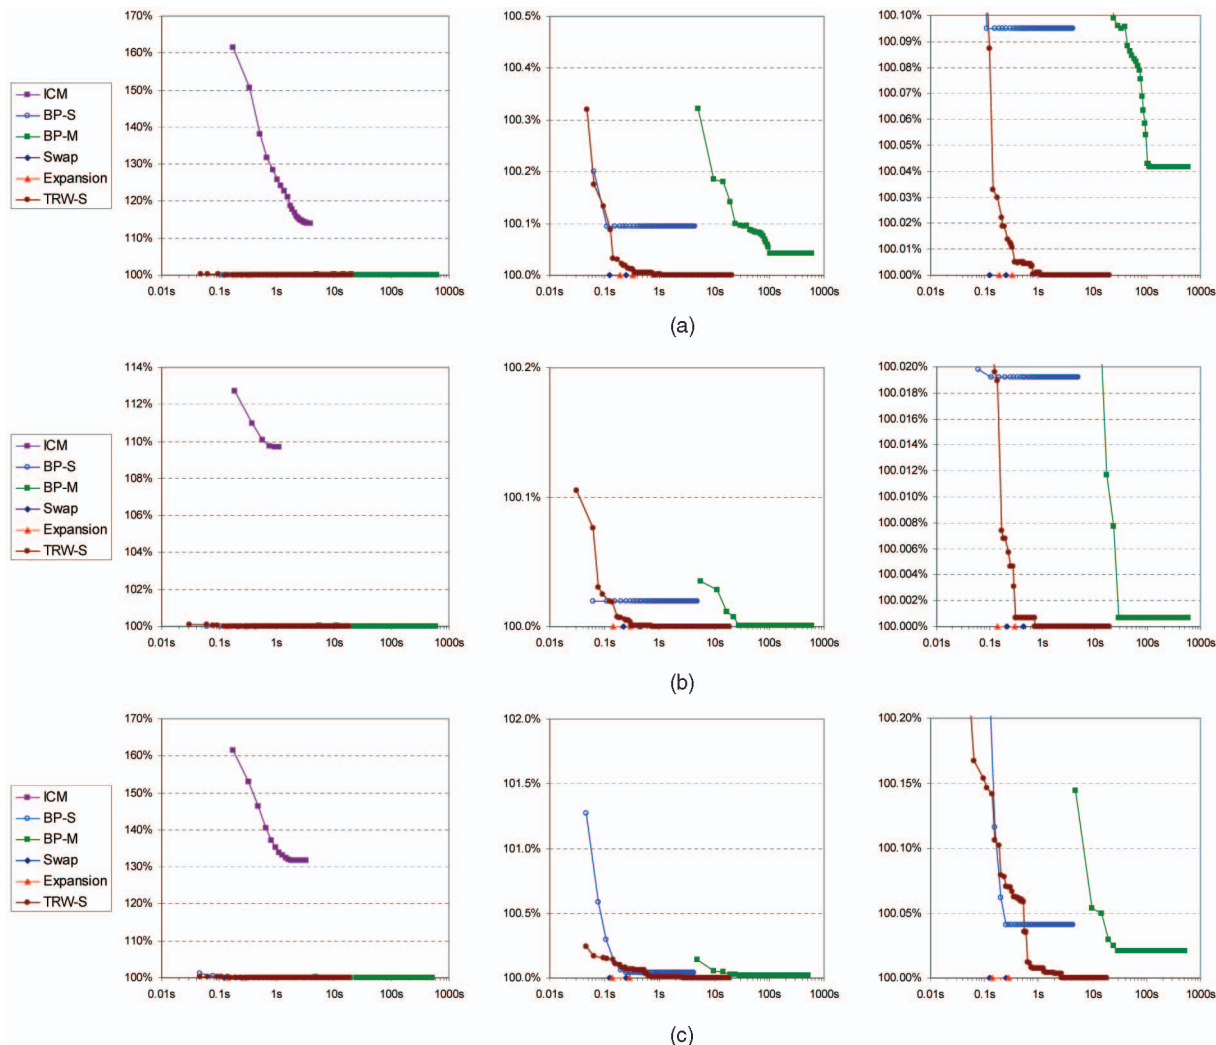 170%
160%
150%
140%
130%
120%
110%
100%
0.01s 0.1s 1s 10s 100s 1000s
ICM
BP-S
BP-M
Swap
Expansion
TRW-S
100.5%
100.4%
100.3%
100.2%
100.1%
100.0%
0.01s 0.1s 1s 10s 100s 1000s
100.10%
100.09%
100.08%
100.07%
100.06%
100.05%
100.04%
100.03%
100.02%
100.01%
100.00%
0.01s 0.1s 1s 10s 100s 1000s
(a)
114%
112%
110%
108%
106%
104%
102%
100%
0.01s 0.1s 1s 10s 100s 1000s
ICM
BP-S
BP-M
Swap
Expansion
TRW-S
100.2%
100.1%
100.0%
0.01s 0.1s 1s 10s 100s 1000s
100.020%
100.018%
100.016%
100.014%
100.012%
100.010%
100.008%
100.006%
100.004%
100.002%
100.000%
0.01s 0.1s 1s 10s 100s 1000s
(b)
170%
160%
150%
140%
130%
120%
110%
100%
0.01s 0.1s 1s 10s 100s 1000s
ICM
BP-S
BP-M
Swap
Expansion
TRW-S
102.0%
101.5%
101.0%
100.5%
100.0%
0.01s 0.1s 1s 10s 100s 1000s
100.20%
100.15%
100.10%
100.05%
100.00%
0.01s 0.1s 1s 10s 100s 1000s
(c)